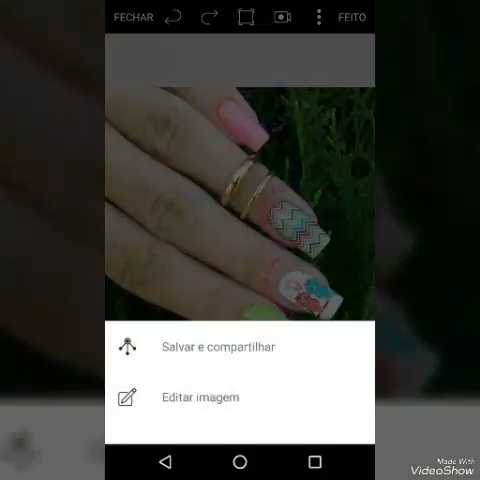 FECHAR
FEITO
Salvar e compartilhar
Editar imagem
Made With
VideoShow